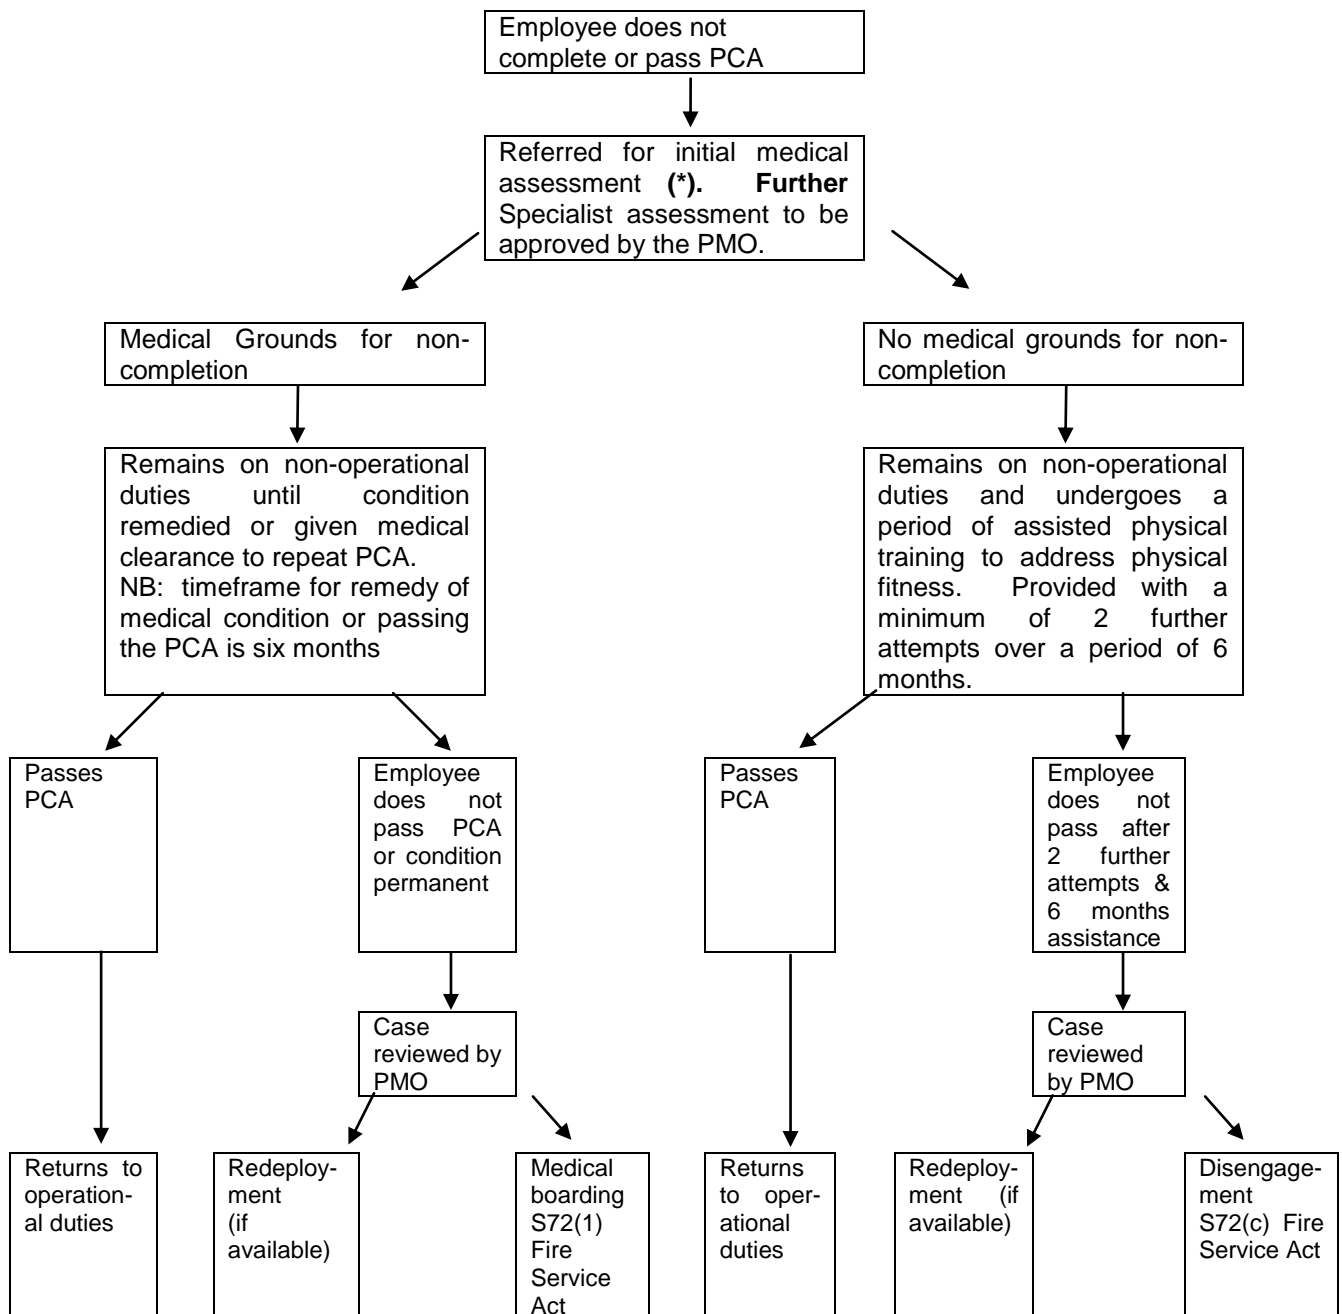 Employee does not
complete or pass PCA
Referred for initial medical
assessment (*). Further
Specialist assessment to be
approved by the PMO.
Medical Grounds for non-
completion
No medical grounds for non-
completion
Remains on non-operational
duties until condition
remedied or given medical
clearance to repeat PCA.
NB: timeframe for remedy of
medical condition or passing
the PCA is six months
Remains on non-operational
duties and undergoes a
period of assisted physical
training to address physical
fitness. Provided with a
minimum of 2 further
attempts over a period of 6
months.
Passes
PCA
Employee
does not
pass PCA
or condition
permanent
Passes
PCA
Employee
does not
pass after
2 further
attempts &
6 months
assistance
Case
reviewed by
PMO
Case
reviewed
by PMO
Returns to
operation-
al duties
Redeploy-
ment
(if
available)
Medical
boarding
S72(1)
Fire
Service
Act
Returns
to oper-
ational
duties
Redeploy-
ment (if
available)
Disengage-
ment
S72(c) Fire
Service Act